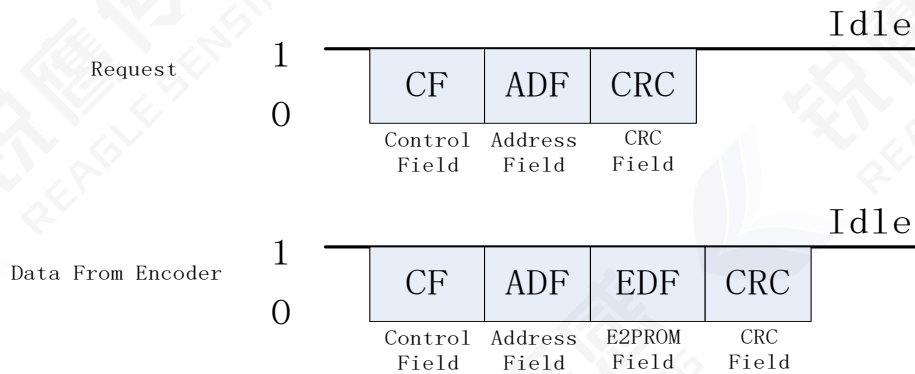 Idle
Request
1
0
CF ADF CRC
Control Address CRC
Field Field Field
Idle
Data From Encoder
1
0
CF ADF EDF CRC
Control Address E2PROM CRC
Field Field Field Field